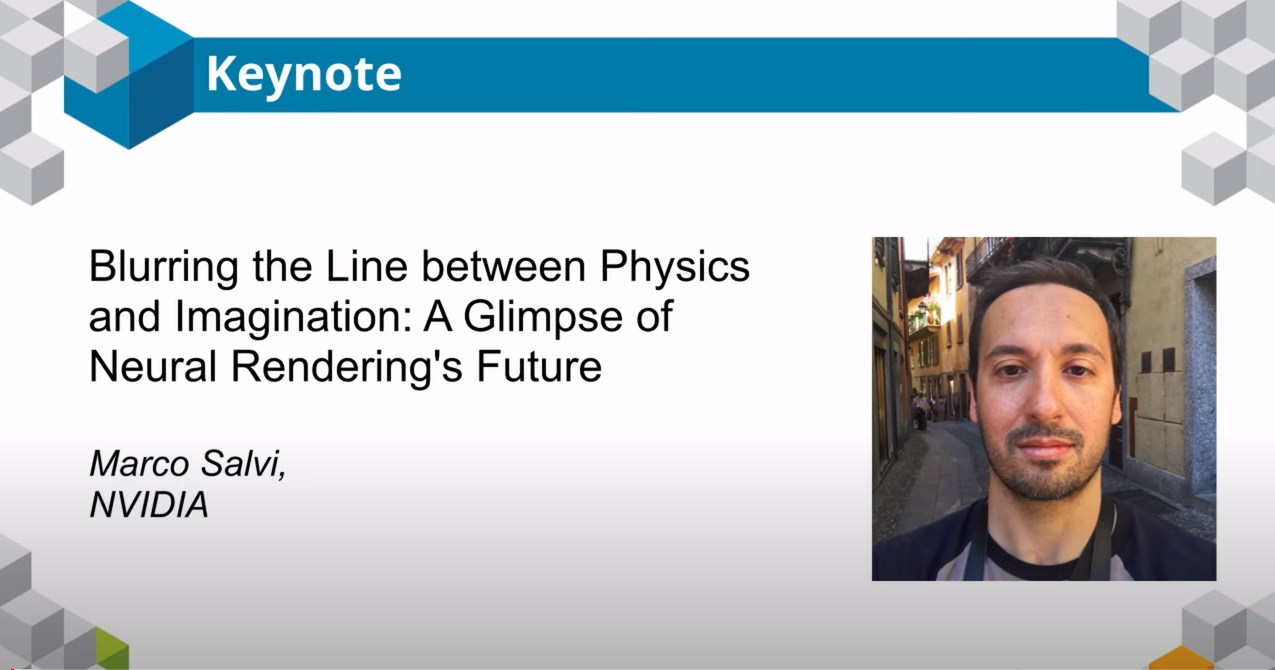 Keynote
Blurring the Line between Physics
and Imagination: A Glimpse of
Neural Rendering's Future
Marco Salvi,
NVIDIA